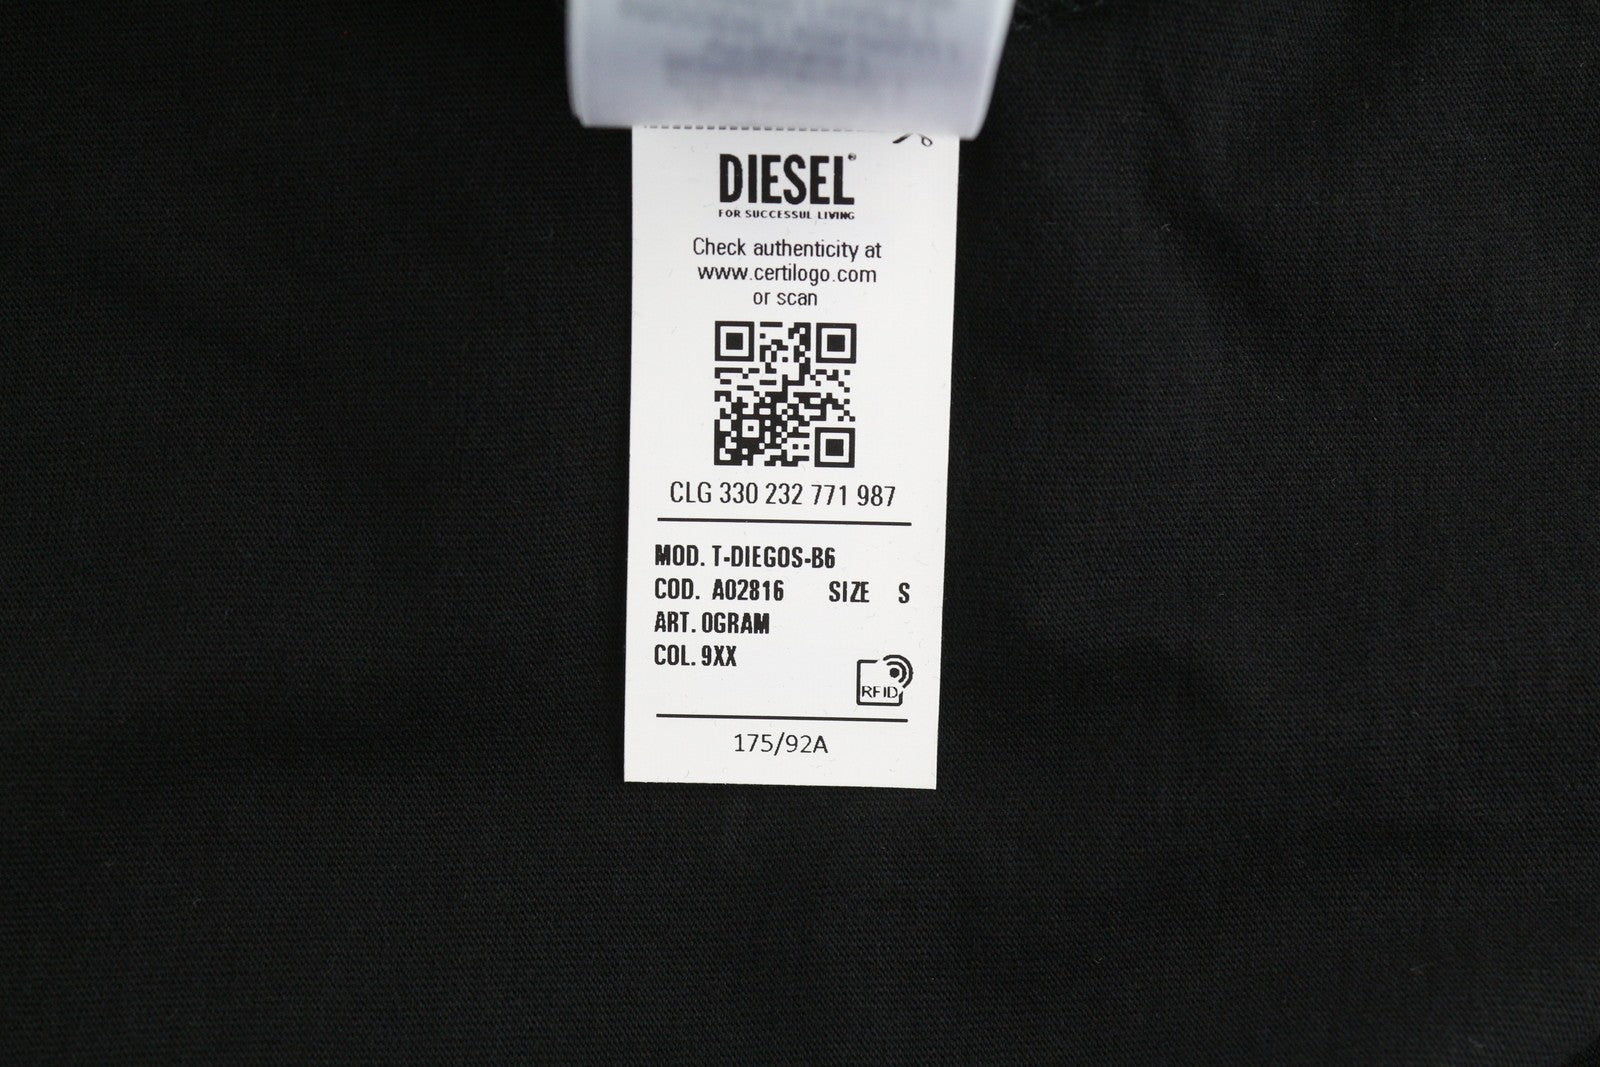 DIESEL®
FOR SUCCESSUL LIVING
Check authenticity at
www.certilogo.com
or scan
CLG 330 232 771 987
MOD. T-DIEGOS-B6
COD. A02816 SIZE S
ART. 0GRAM
COL. 9XX
RFID
175/92A